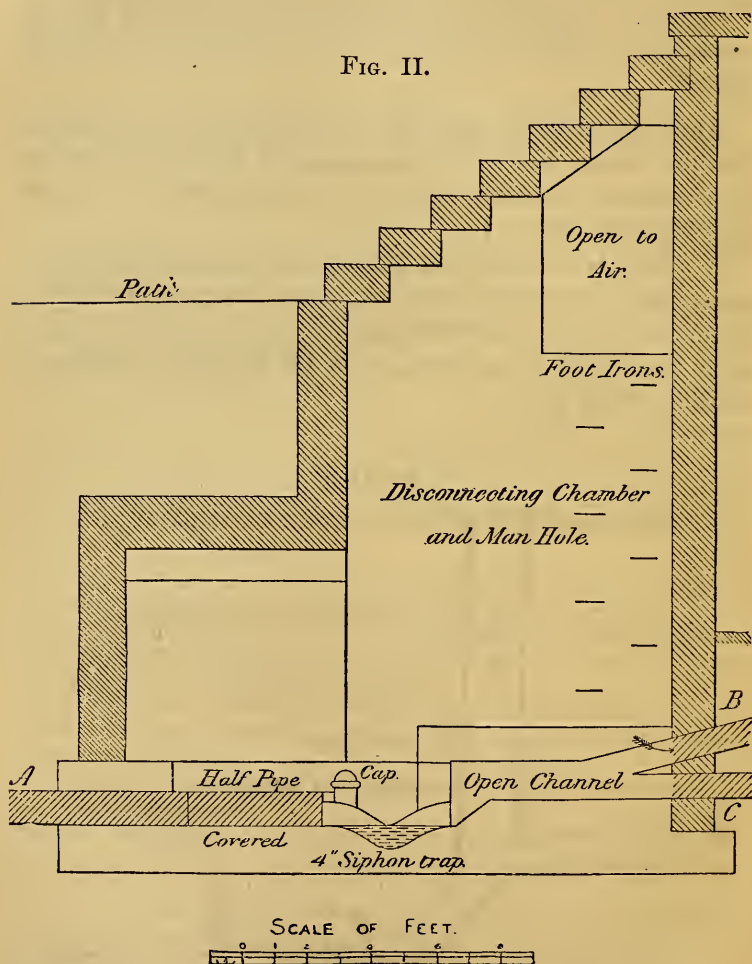 FIG. II.
Path.
Open to
Air.
Foot Irons.
Disconnecting Chamber
and Man Hole.
B
A
Half Pipe
Cap.
Open Channel
C
Covered
4" Siphon trap.
SCALE OF FEET.
0 1 2 4 6 8